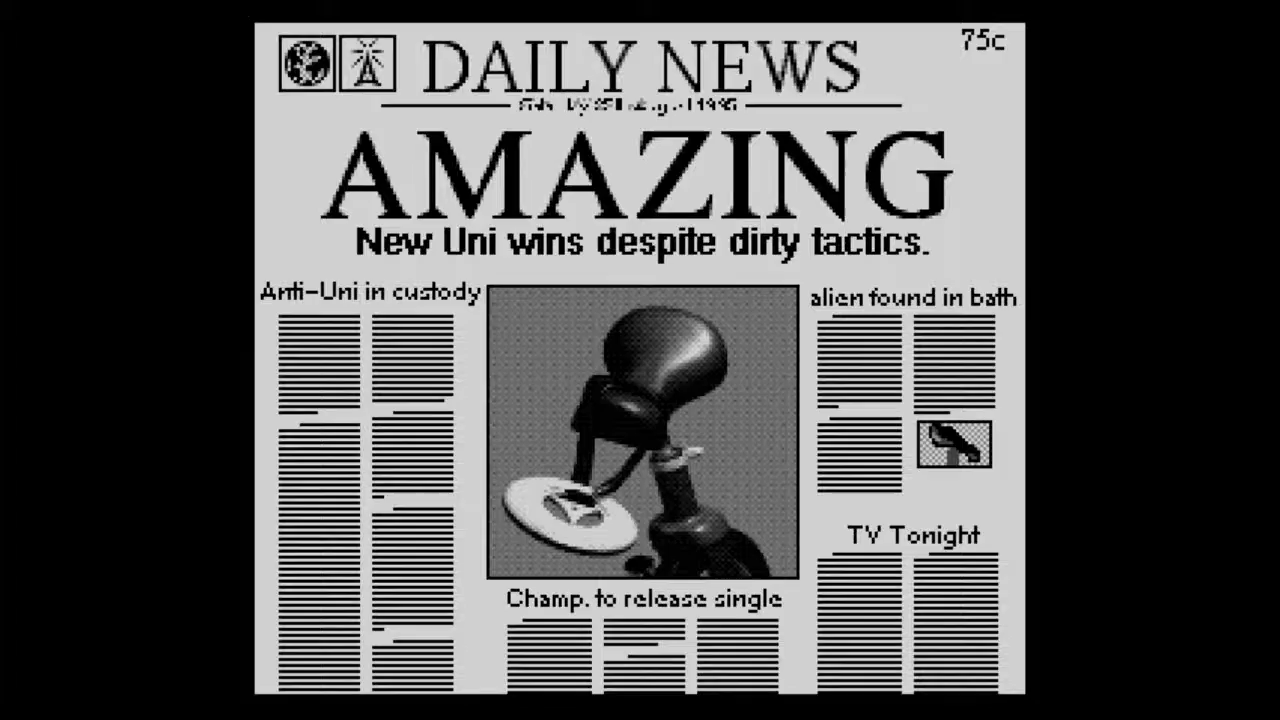 75c
DAILY NEWS
1995
AMAZING
New Uni wins despite dirty tactics.
Anti-Uni in custody
alien found in bath
TV Tonight
Champ. to release single